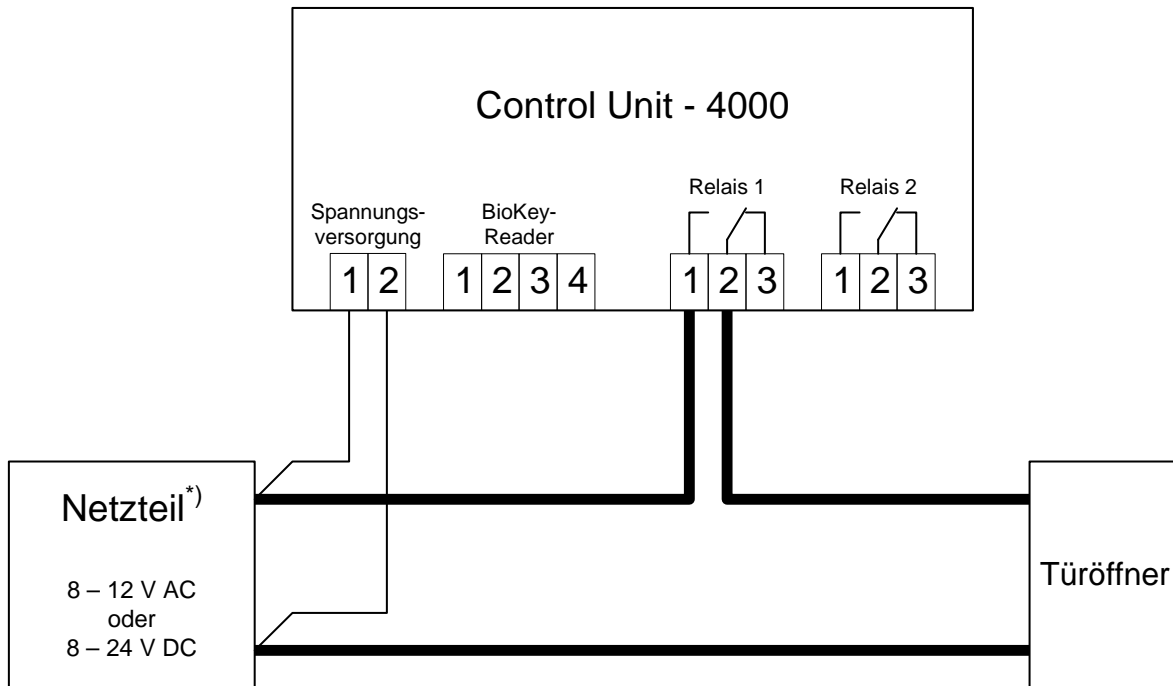 Control Unit - 4000
Relais 1
Relais 2
Spannungs-
versorgung
BioKey-
Reader
1 2
1 2 3 4
1 2 3
1 2 3
Netzteil*)
8 – 12 V AC
oder
8 – 24 V DC
Türöffner